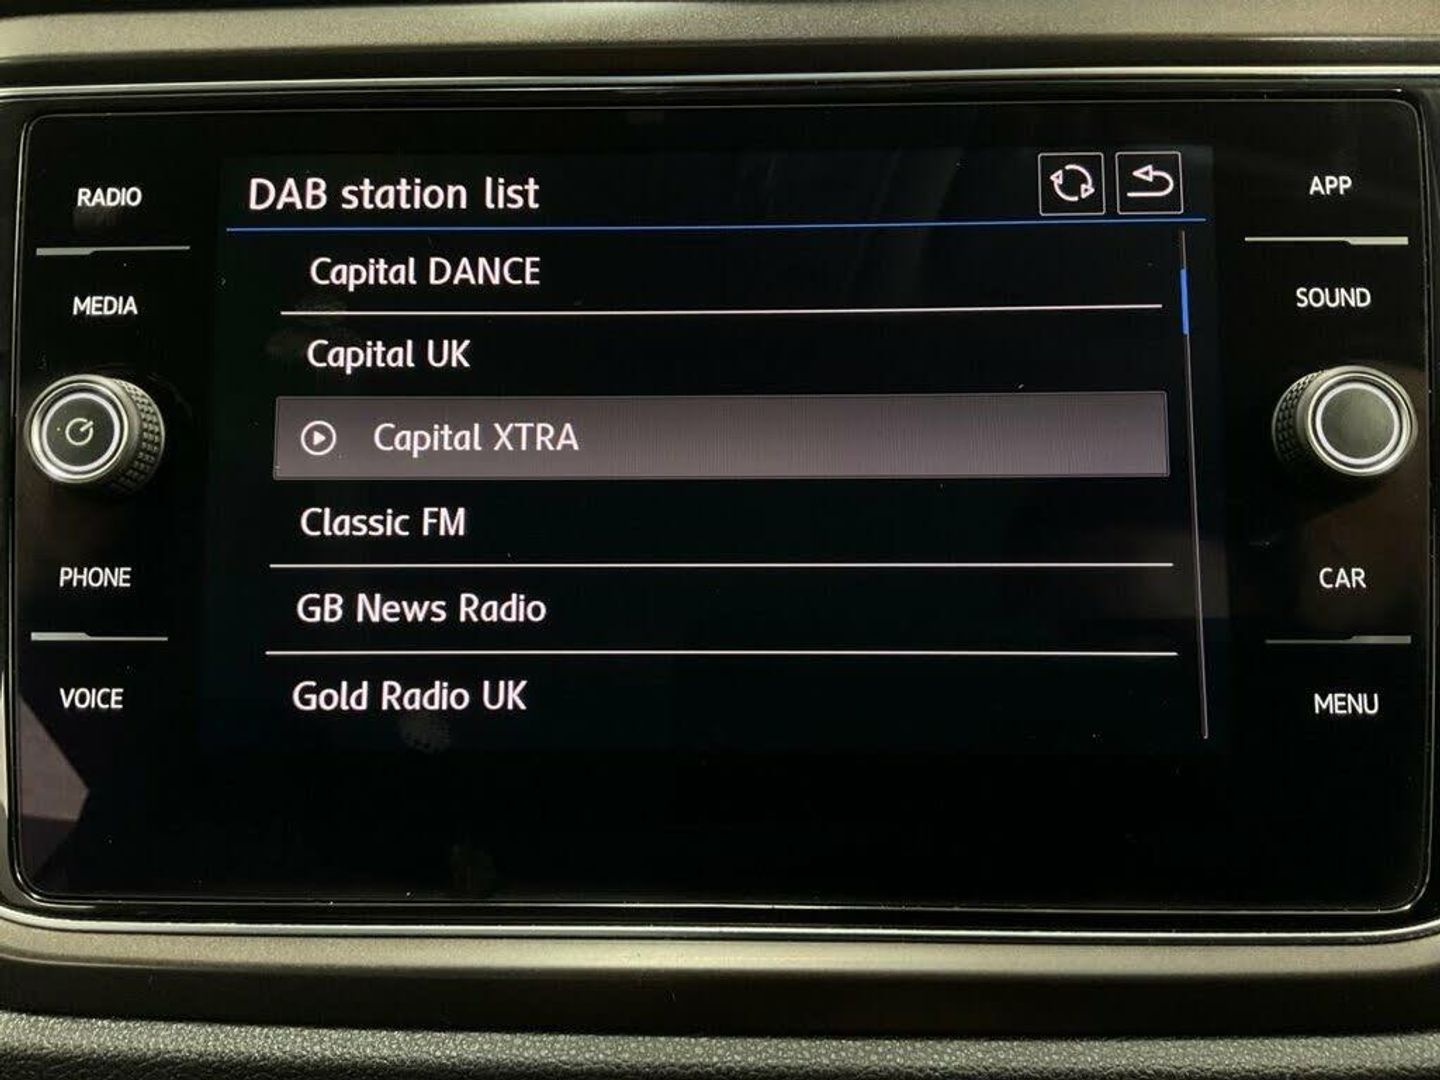 DAB station list
RADIO
MEDIA
PHONE
VOICE
Capital DANCE
Capital UK
Capital XTRA
Classic FM
GB News Radio
Gold Radio UK
APP
SOUND
CAR
MENU